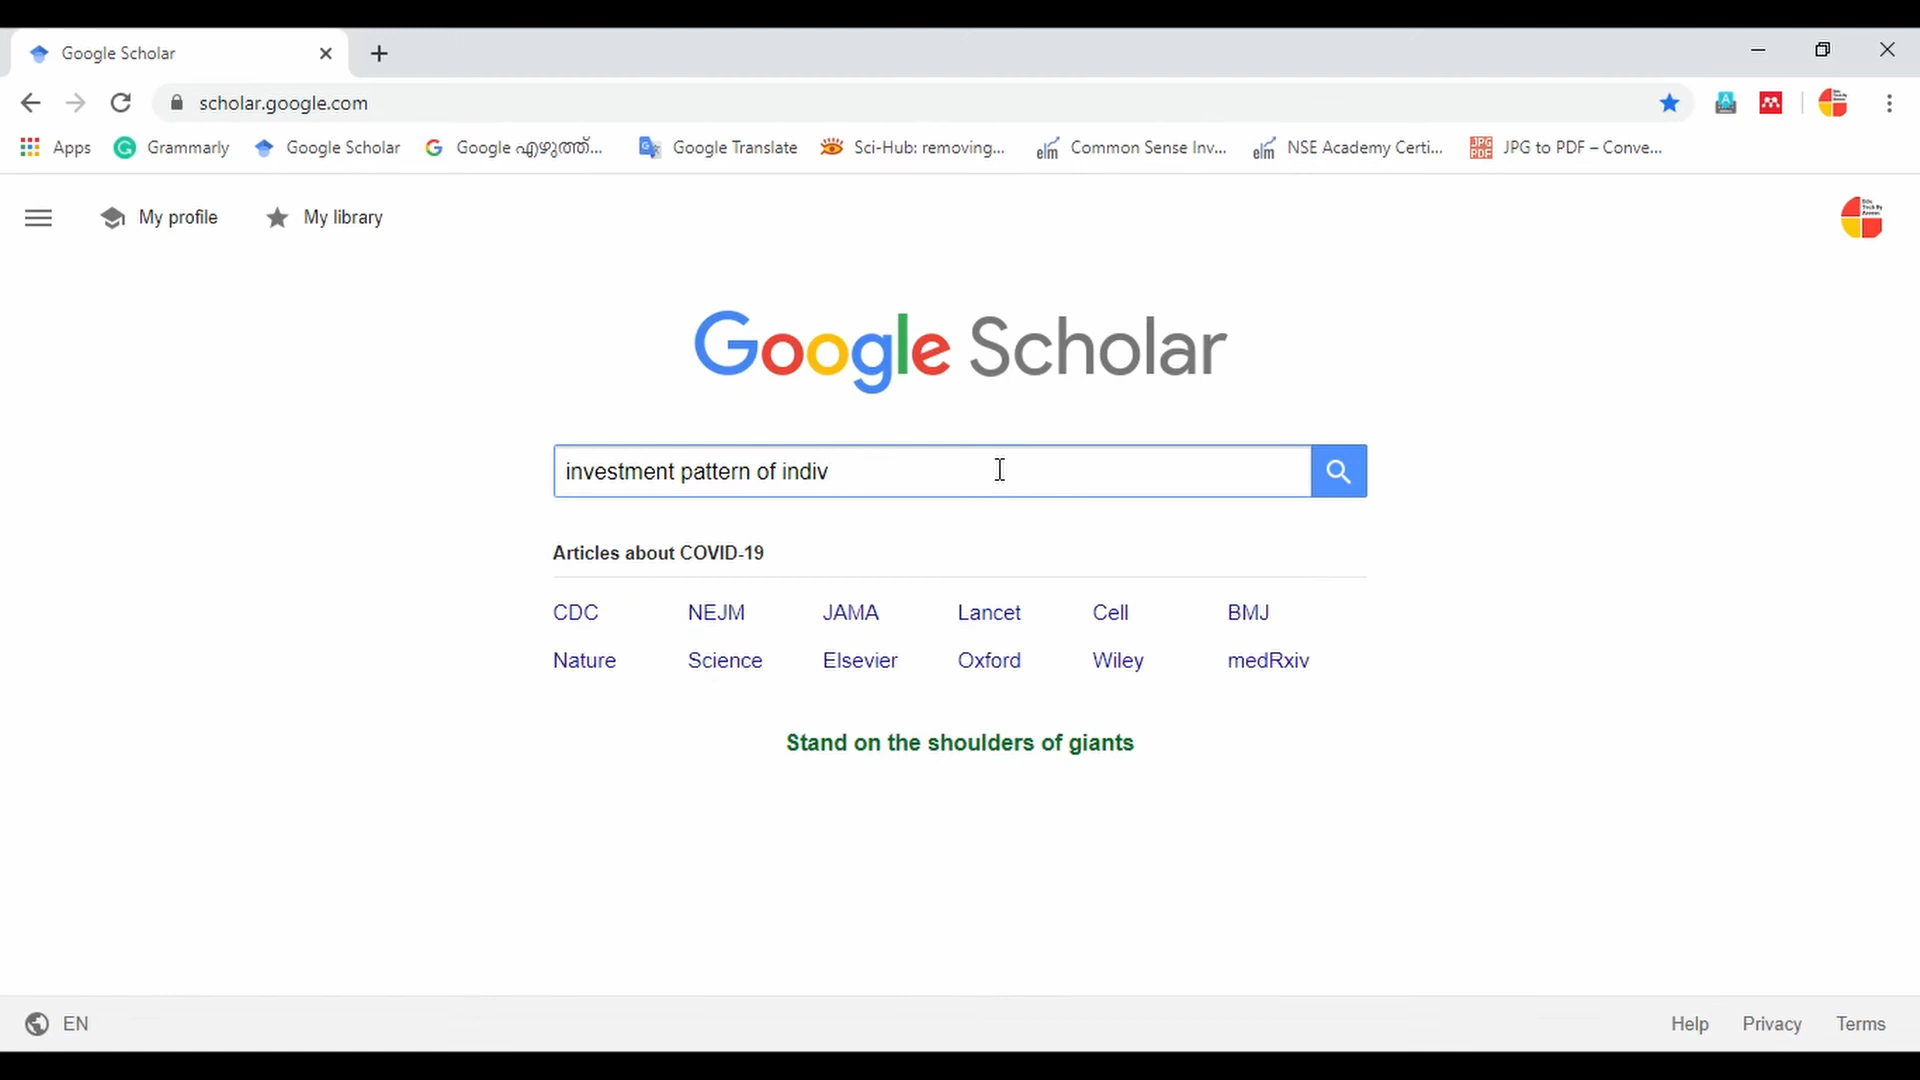 Google Scholar
scholar.google.com
Apps Grammarly Google Scholar Google എഴുത്ത്... Google Translate Sci-Hub: removing... Common Sense Inv... NSE Academy Certi... JPG to PDF – Conve...
My profile My library
Google Scholar
investment pattern of indiv
Articles about COVID-19
CDC NEJM JAMA Lancet Cell BMJ
Nature Science Elsevier Oxford Wiley medRxiv
Stand on the shoulders of giants
EN Help Privacy Terms